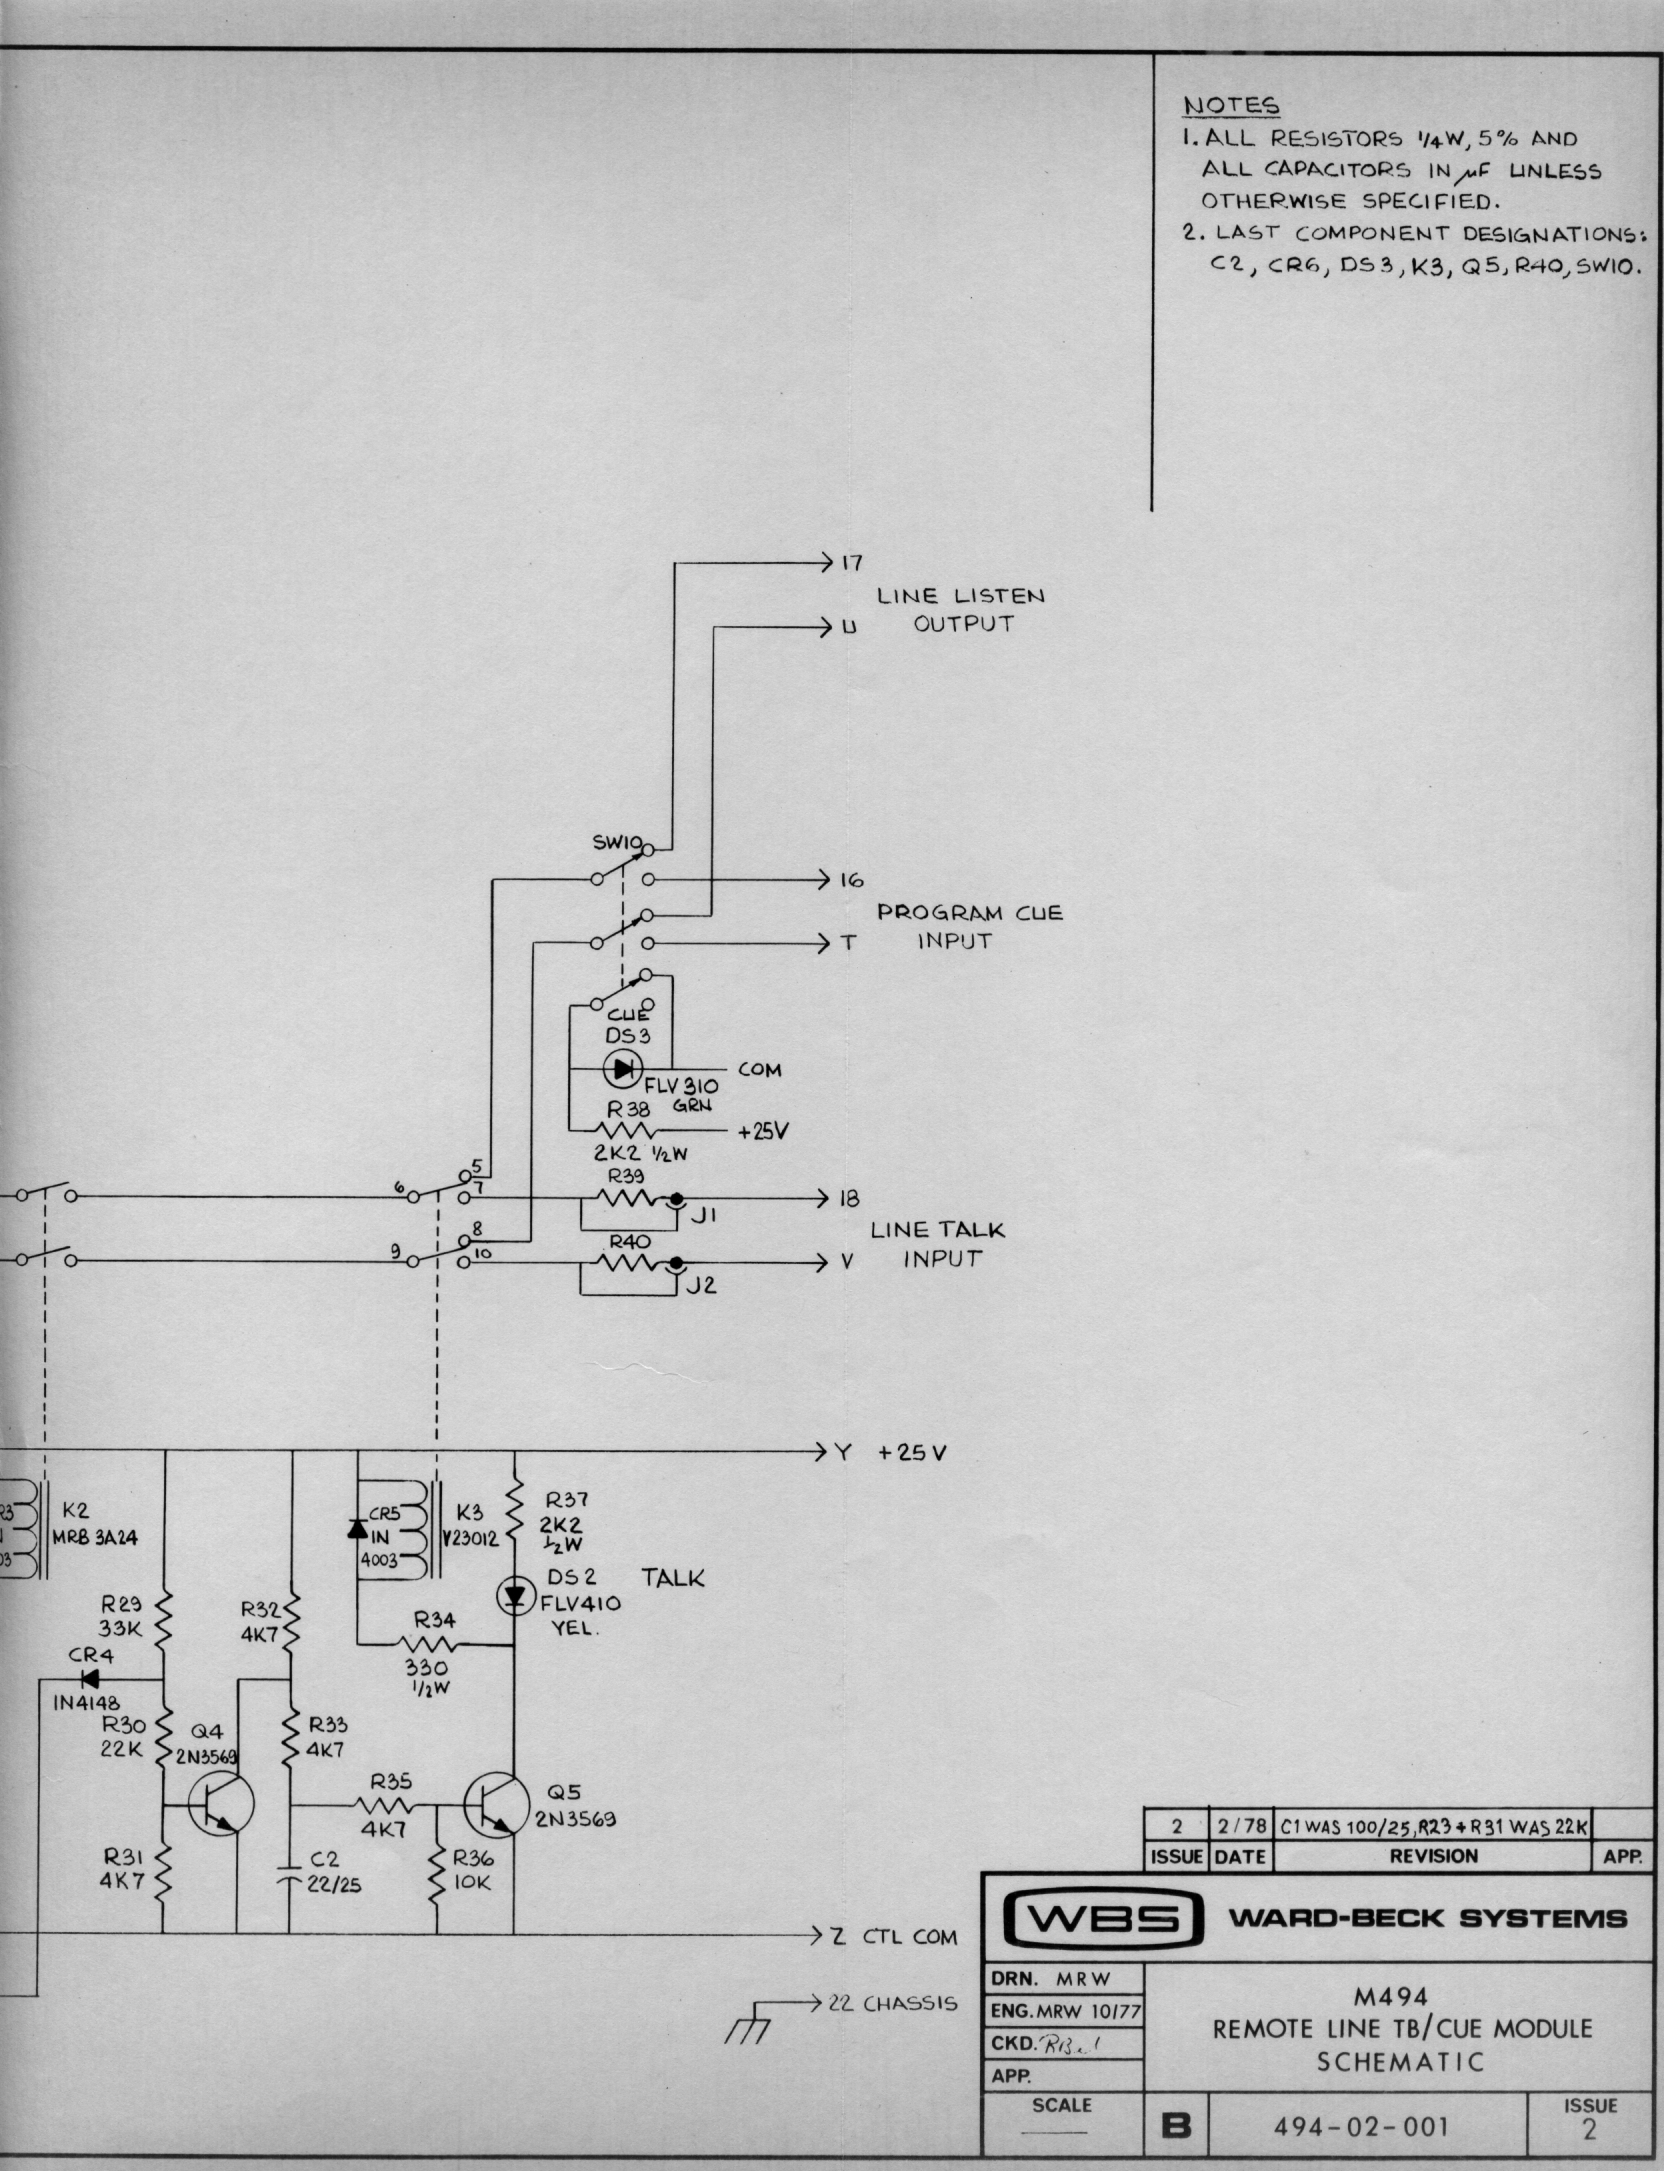 NOTES
1. ALL RESISTORS 1/4W, 5% AND
ALL CAPACITORS IN µF UNLESS
OTHERWISE SPECIFIED.
2. LAST COMPONENT DESIGNATIONS:
C2, CR6, DS3, K3, Q5, R40, SW10.
17
LINE LISTEN
U OUTPUT
SW10
16
PROGRAM CUE
T INPUT
CUE
DS3
COM
FLV 310
GRN
R38
+25V
2K2 1/2W
R39
5
6 7
18
J1
LINE TALK
8
R40
9 10
V INPUT
J2
Y +25V
R3
K2
MRB 3A24
03
CR5
IN
4003
K3
V23012
R37
2K2
1/2W
DS2 TALK
FLV410
YEL.
R29
33K
R32
4K7
R34
330
1/2W
CR4
IN4148
R30
22K
Q4
2N3569
R33
4K7
R35
4K7
Q5
2N3569
R31
4K7
C2
22/25
R36
10K
Z CTL COM
22 CHASSIS
2 2/78 C1 WAS 100/25, R23 + R31 WAS 22K
ISSUE DATE REVISION APP.
WBS WARD-BECK SYSTEMS
DRN. MRW
ENG. MRW 10/77
CKD.
APP.
M494
REMOTE LINE TB/CUE MODULE
SCHEMATIC
SCALE
B
494-02-001
ISSUE
2